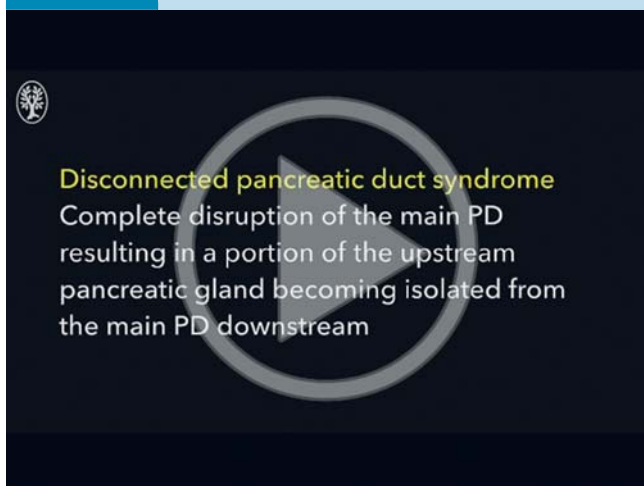 Disconnected pancreatic duct syndrome
Complete disruption of the main PD
resulting in a portion of the upstream
pancreatic gland becoming isolated from
the main PD downstream